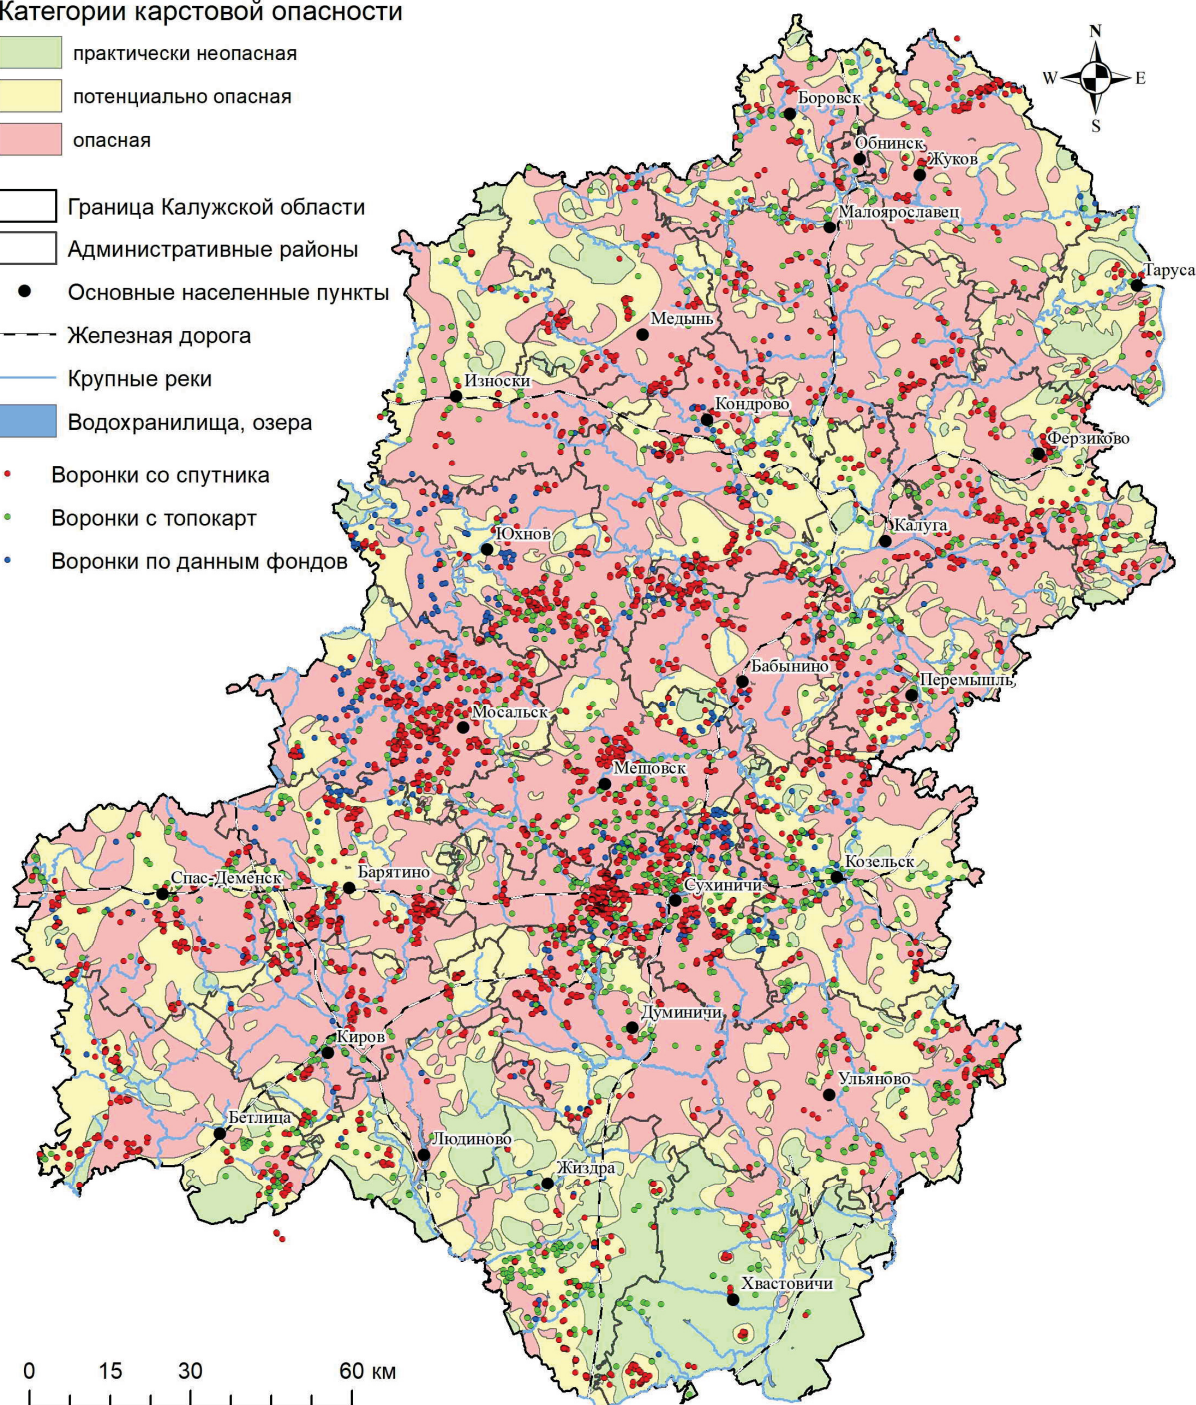 Категории карстовой опасности
практически неопасная
потенциально опасная
опасная
Граница Калужской области
Административные районы
Основные населенные пункты
Железная дорога
Крупные реки
Водохранилища, озера
Воронки со спутника
Воронки с топокарт
Воронки по данным фондов
N
W E
S
Боровск
Обнинск
Жуков
Малоярославец
Таруса
Медынь
Износки
Кондрово
Ферзиково
Юхнов
Калуга
Бабынино
Перемышль
Мосальск
Мещовск
Козельск
Барятино
Спас-Деменск
Сухиничи
Думиничи
Киров
Ульяново
Бетлица
Людиново
Жиздра
Хвастовичи
0 15 30 60 км